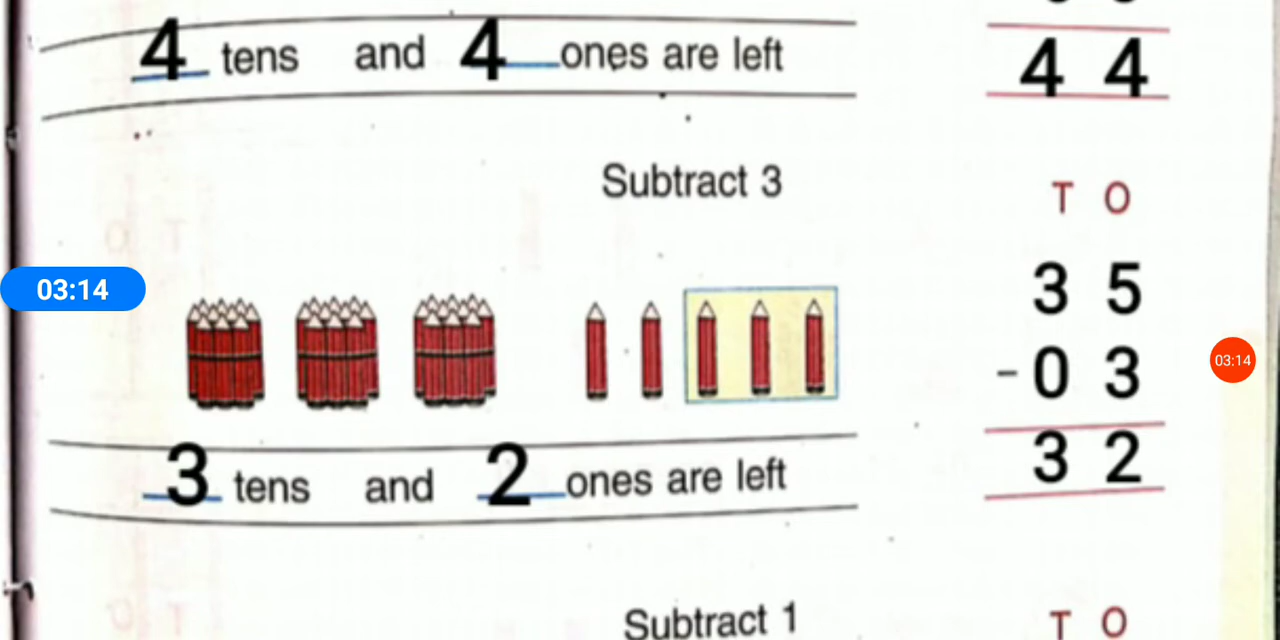 4 tens and 4 ones are left
4 4
Subtract 3
T O
03:14
3 5
03:14
- 0 3
3 2
3 tens and 2 ones are left
Subtract 1
T O